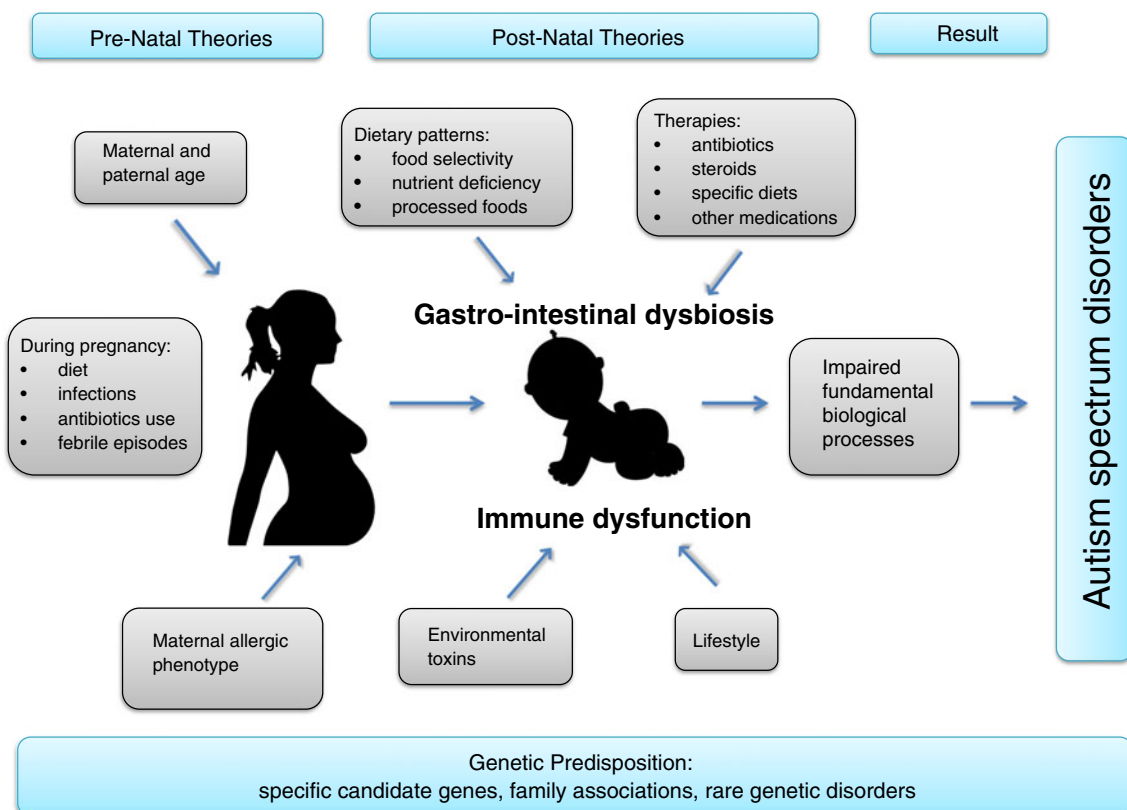 Pre-Natal Theories
Post-Natal Theories
Result
Maternal and
paternal age
Dietary patterns:
• food selectivity
• nutrient deficiency
• processed foods
Therapies:
• antibiotics
• steroids
• specific diets
• other medications
During pregnancy:
• diet
• infections
• antibiotics use
• febrile episodes
Gastro-intestinal dysbiosis
Impaired
fundamental
biological
processes
Autism spectrum disorders
Immune dysfunction
Maternal allergic
phenotype
Environmental
toxins
Lifestyle
Genetic Predisposition:
specific candidate genes, family associations, rare genetic disorders